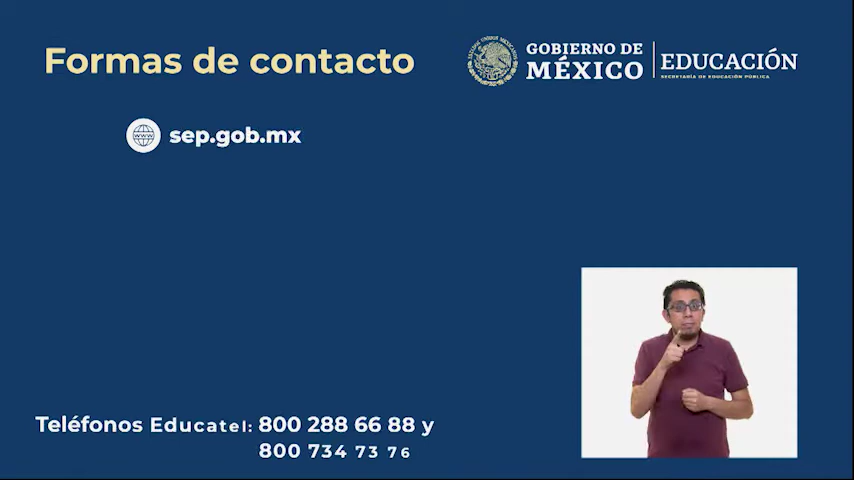 Formas de contacto
GOBIERNO DE
MÉXICO
EDUCACIÓN
SECRETARÍA DE EDUCACIÓN PÚBLICA
www
sep.gob.mx
Teléfonos Educatel: 800 288 66 88 y
800 734 73 76